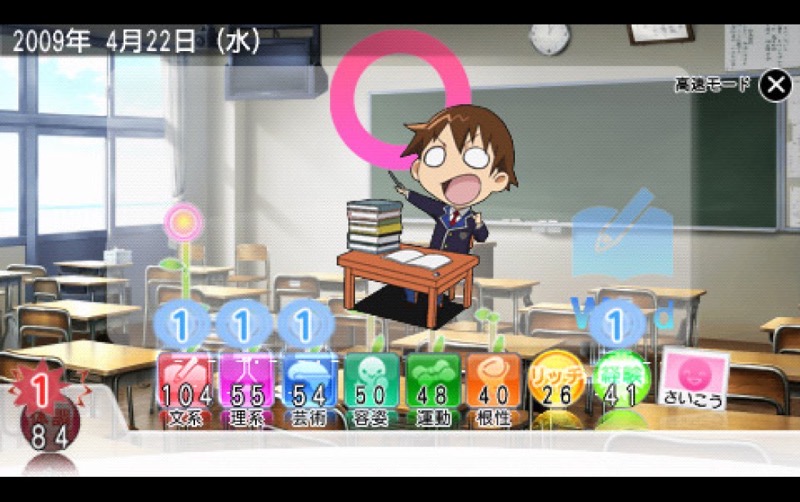 2009年 4月22日 (水)
高速モード
1 1 1 1
1
104 55 54 50 48 40 リッチ 26 経験 41
文系 理系 芸術 容姿 運動 根性 さいこう
84